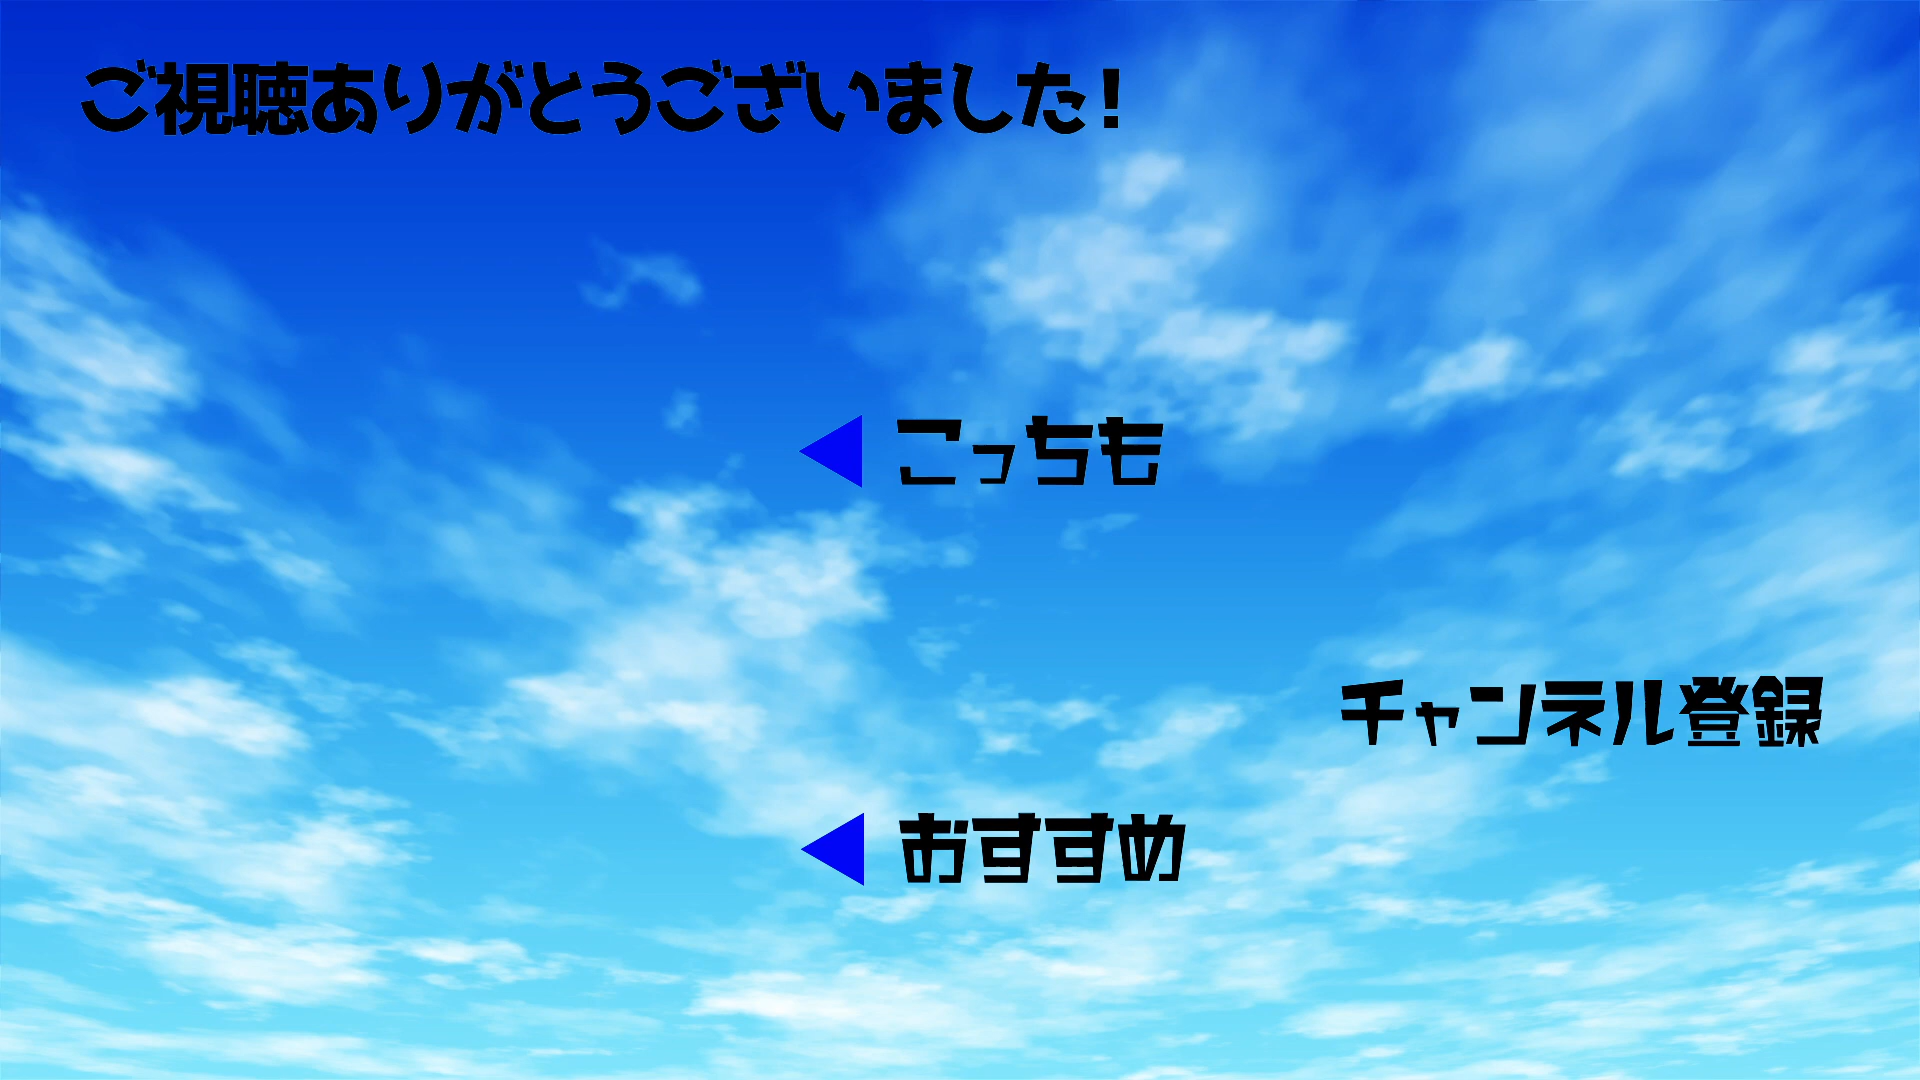 ご視聴ありがとうございました!
こっちも
チャンネル登録
おすすめ